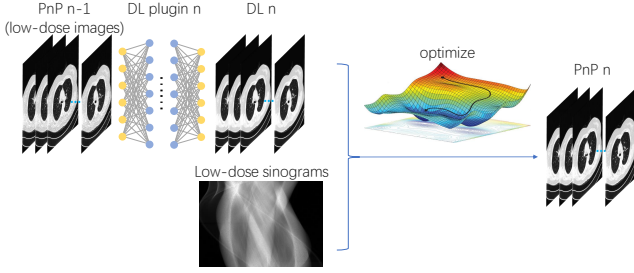 PnP n-1
(low-dose images)
DL plugin n
DL n
optimize
PnP n
Low-dose sinograms